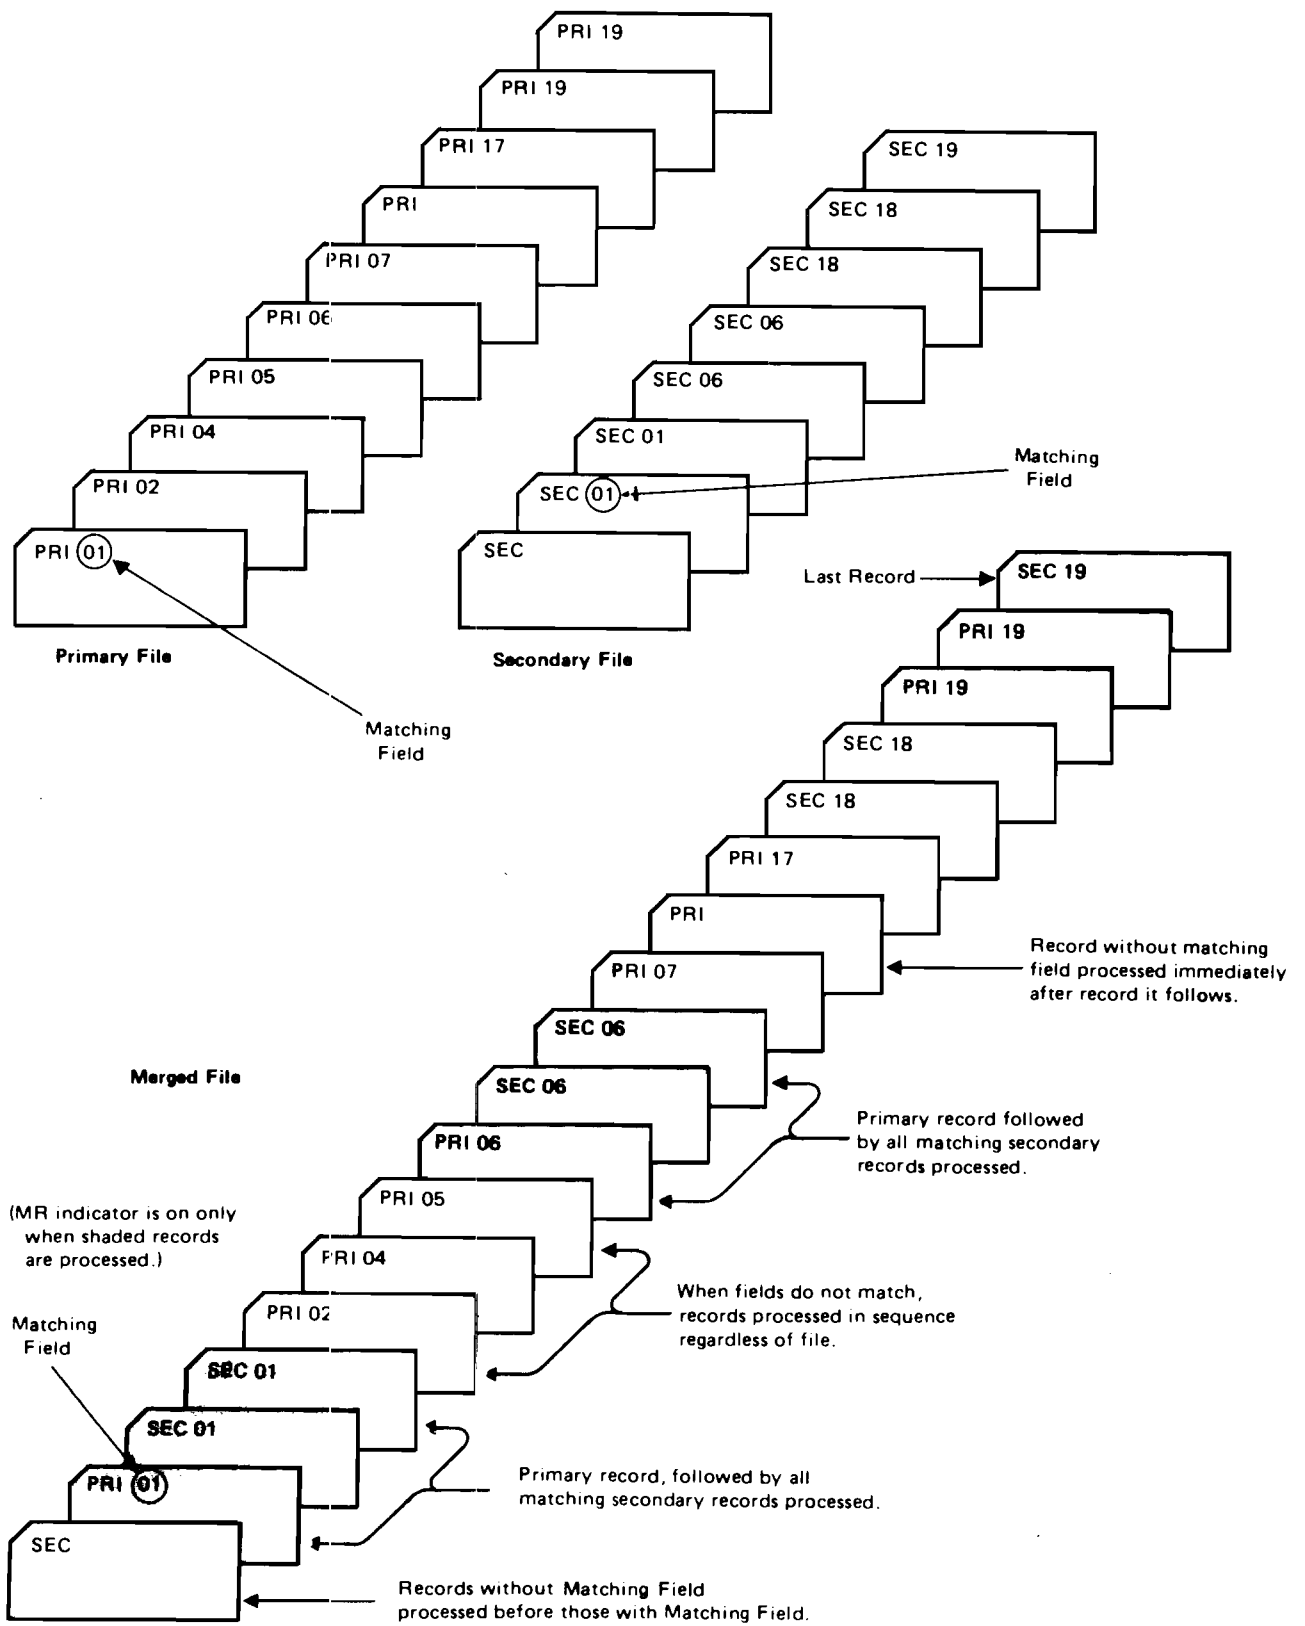 PRI 19
PRI 19
PRI 17
PRI
PRI 07
PRI 06
PRI 05
PRI 04
PRI 02
PRI 01
Primary File
Matching
Field
SEC 19
SEC 18
SEC 18
SEC 06
SEC 06
SEC 01
SEC 01
SEC
Secondary File
Matching
Field
Last Record
SEC 19
PRI 19
PRI 19
SEC 18
SEC 18
PRI 17
PRI
PRI 07
SEC 06
SEC 06
PRI 06
PRI 05
PRI 04
PRI 02
SEC 01
SEC 01
PRI 01
SEC
Merged File
Record without matching
field processed immediately
after record it follows.
Primary record followed
by all matching secondary
records processed.
(MR indicator is on only
when shaded records
are processed.)
When fields do not match,
records processed in sequence
regardless of file.
Matching
Field
Primary record, followed by all
matching secondary records processed.
Records without Matching Field
processed before those with Matching Field.